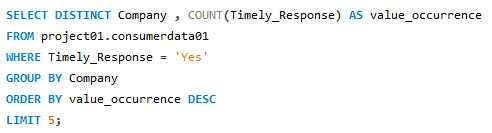 SELECT DISTINCT Company , COUNT(Timely_Response) AS value_occurrence
FROM project01.consumerdata01
WHERE Timely_Response = 'Yes'
GROUP BY Company
ORDER BY value_occurrence DESC
LIMIT 5;